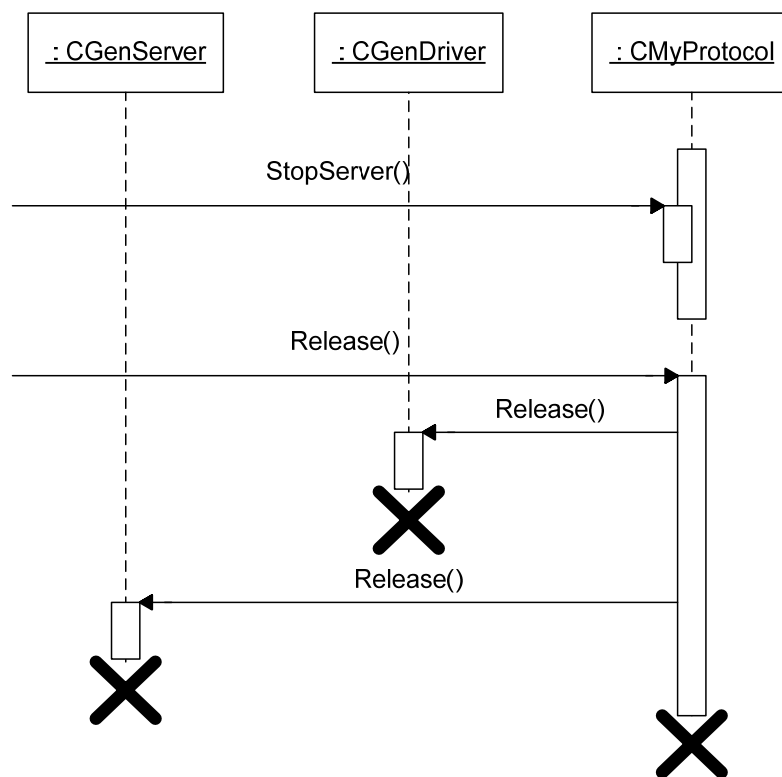 : CGenServer
: CGenDriver
: CMyProtocol
StopServer()
Release()
Release()
Release()